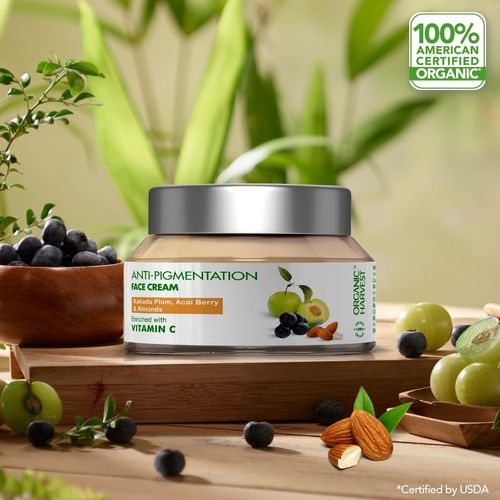 100%
AMERICAN
CERTIFIED
ORGANIC*
ANTI-PIGMENTATION
FACE CREAM
Kakadu Plum, Acai Berry
& Almonds
Enriched with
VITAMIN C
ORGANIC
HARVEST
*Certified by USDA